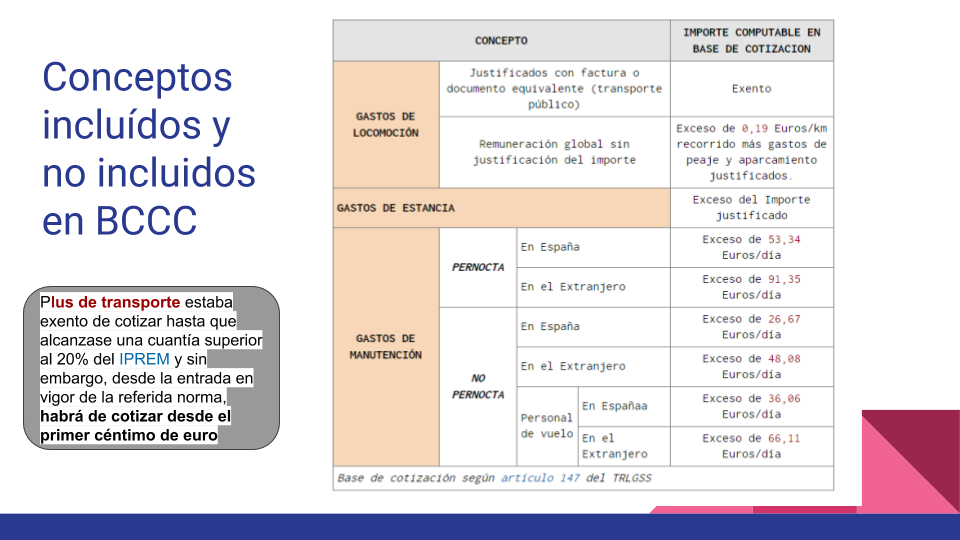 Conceptos
incluídos y
no incluidos
en BCCC
Plus de transporte estaba
exento de cotizar hasta que
alcanzase una cuantía superior
al 20% del IPREM y sin
embargo, desde la entrada en
vigor de la referida norma,
habrá de cotizar desde el
primer céntimo de euro
CONCEPTO
IMPORTE COMPUTABLE EN
BASE DE COTIZACION
GASTOS DE
LOCOMOCIÓN
Justificados con factura o
documento equivalente (transporte
público)
Exento
Remuneración global sin
justificación del importe
Exceso de 0,19 Euros/km
recorrido más gastos de
peaje y aparcamiento
justificados.
GASTOS DE ESTANCIA
Exceso del Importe
justificado
GASTOS DE
MANUTENCIÓN
PERNOCTA
En España
Exceso de 53,34
Euros/día
En el Extranjero
Exceso de 91,35
Euros/día
NO
PERNOCTA
En España
Exceso de 26,67
Euros/día
En el Extranjero
Exceso de 48,08
Euros/día
Personal
de vuelo
En Españaa
Exceso de 36,06
Euros/día
En el
Extranjero
Exceso de 66,11
Euros/día
Base de cotización según artículo 147 del TRLGSS